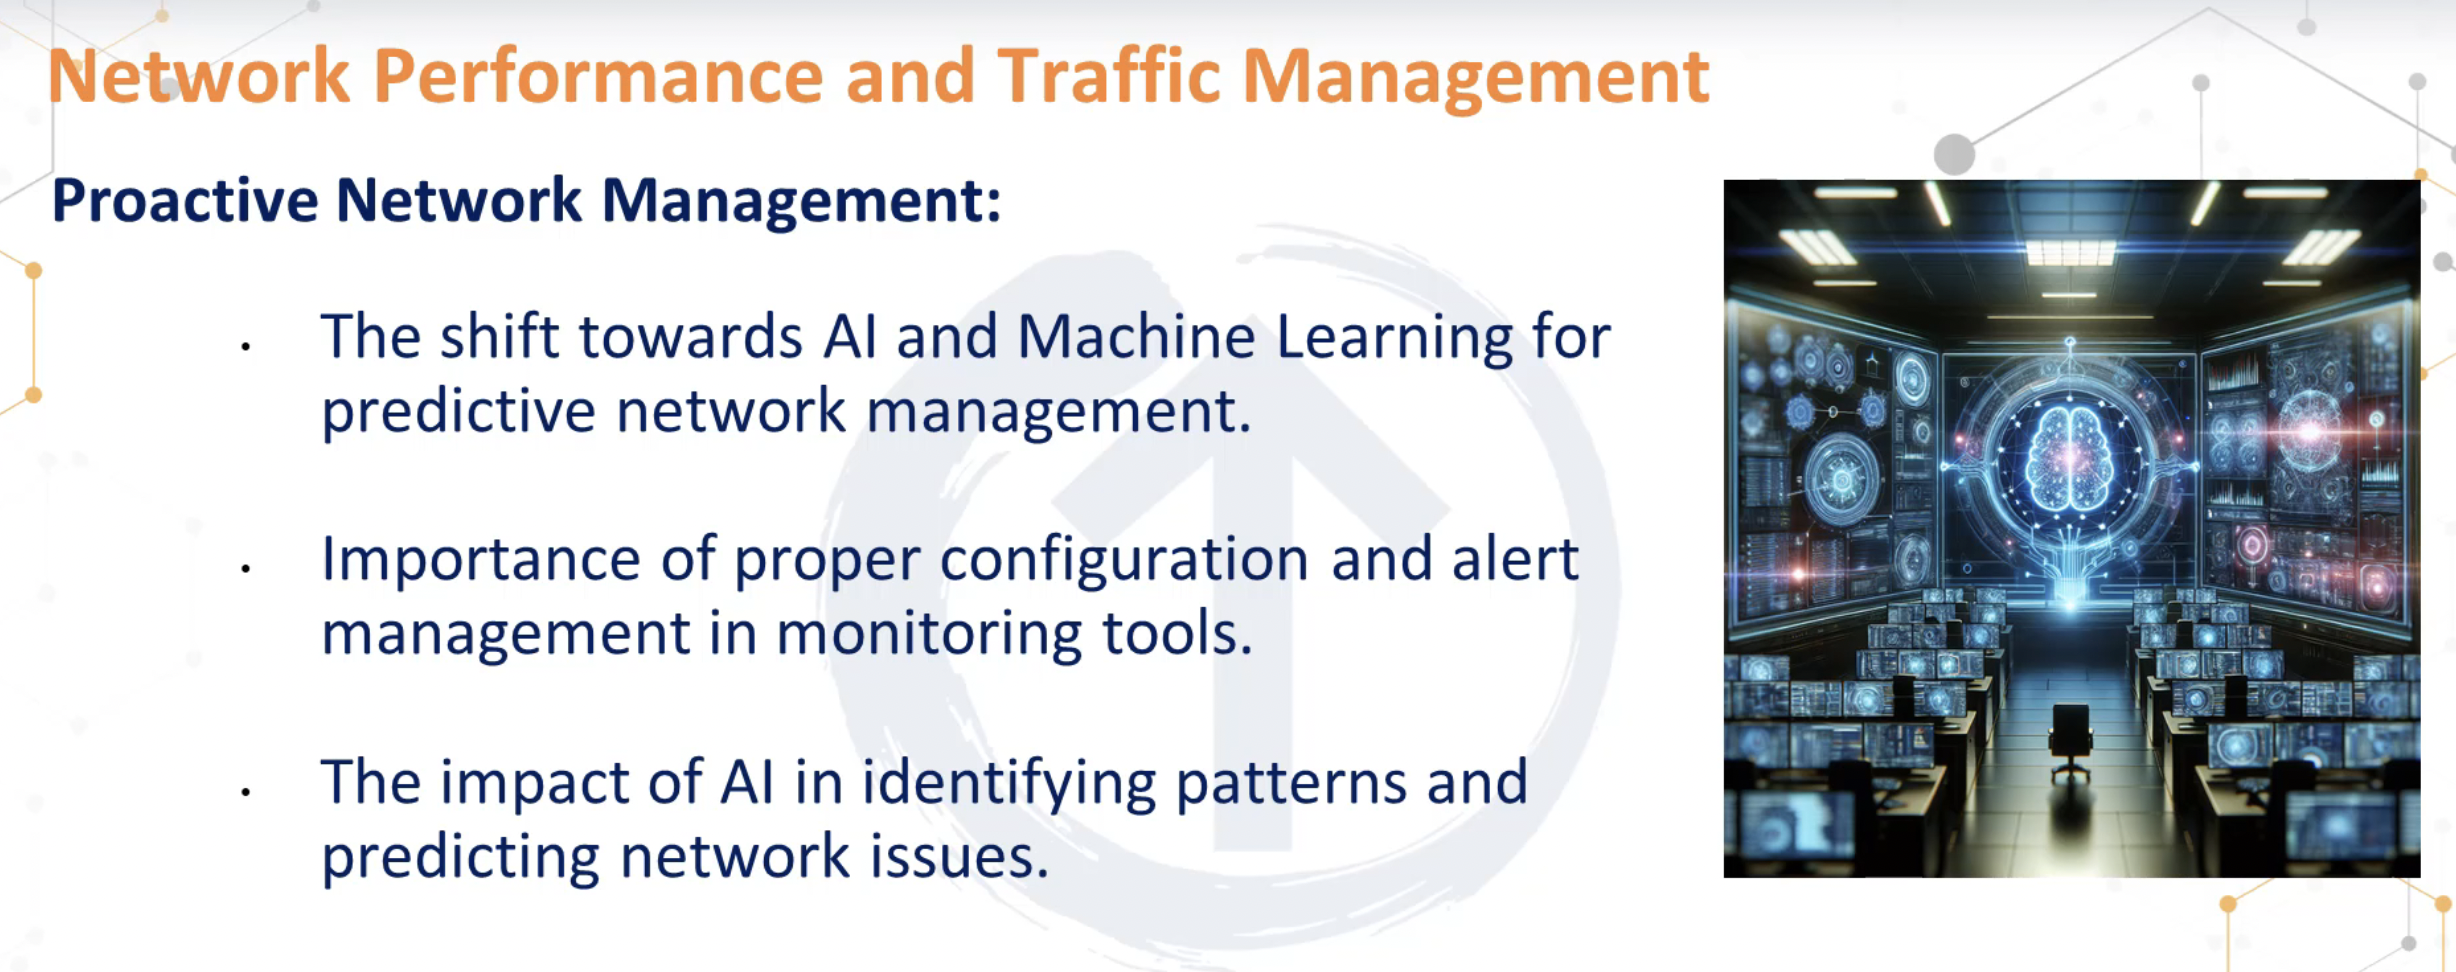 Network Performance and Traffic Management
Proactive Network Management:
• The shift towards AI and Machine Learning for
predictive network management.
• Importance of proper configuration and alert
management in monitoring tools.
• The impact of AI in identifying patterns and
predicting network issues.